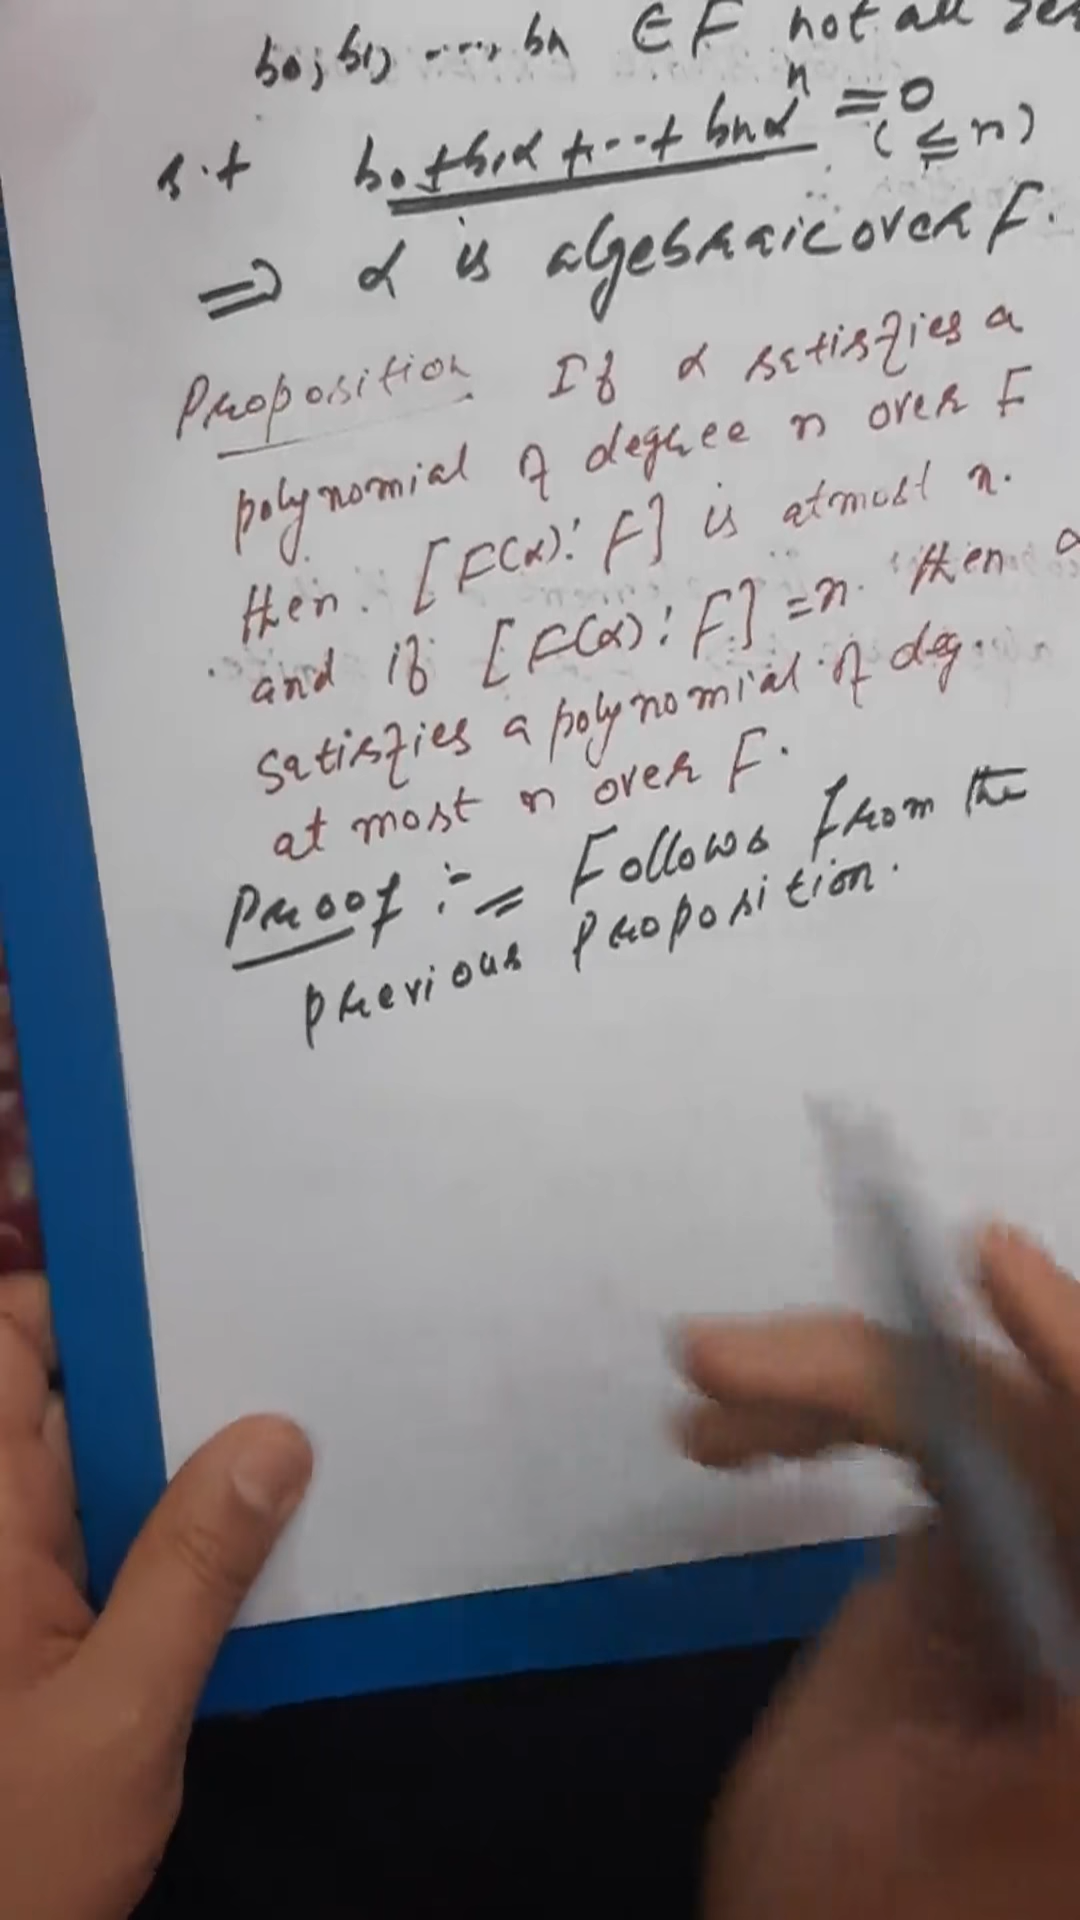 b0, b1, ..., bn ∈ F not all
s.t b0 + b1α + ... + bnα^n = 0
(≤ n)
⇒ α is algebraic over F.
Proposition If α satisfies a
polynomial of degree n over F
then. [F(α): F] is atmost n.
and if [F(α): F] = n. then
satisfies a polynomial of deg.
at most n over F.
Proof :- = Follows from the
previous proposition.